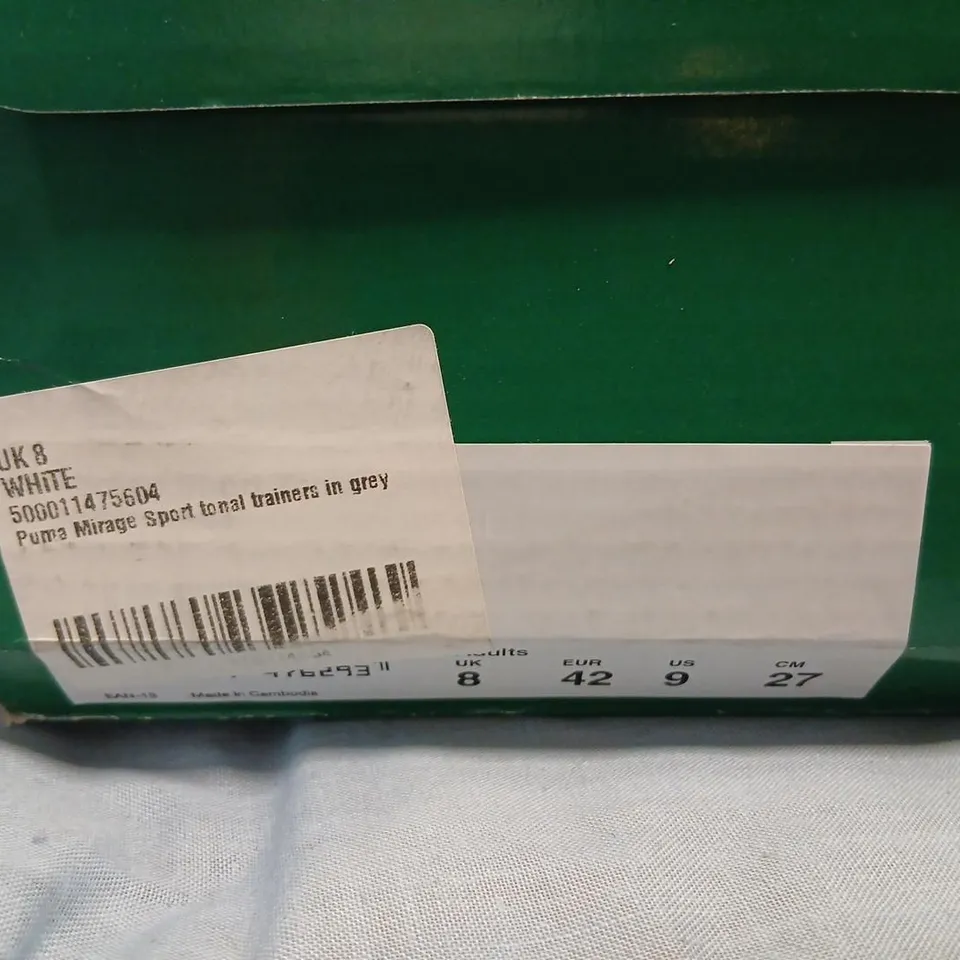 UK 8
WHITE
500011475604
Puma Mirage Sport tonal trainers in grey
UK EUR US CM
8 42 9 27
Made in Cambodia